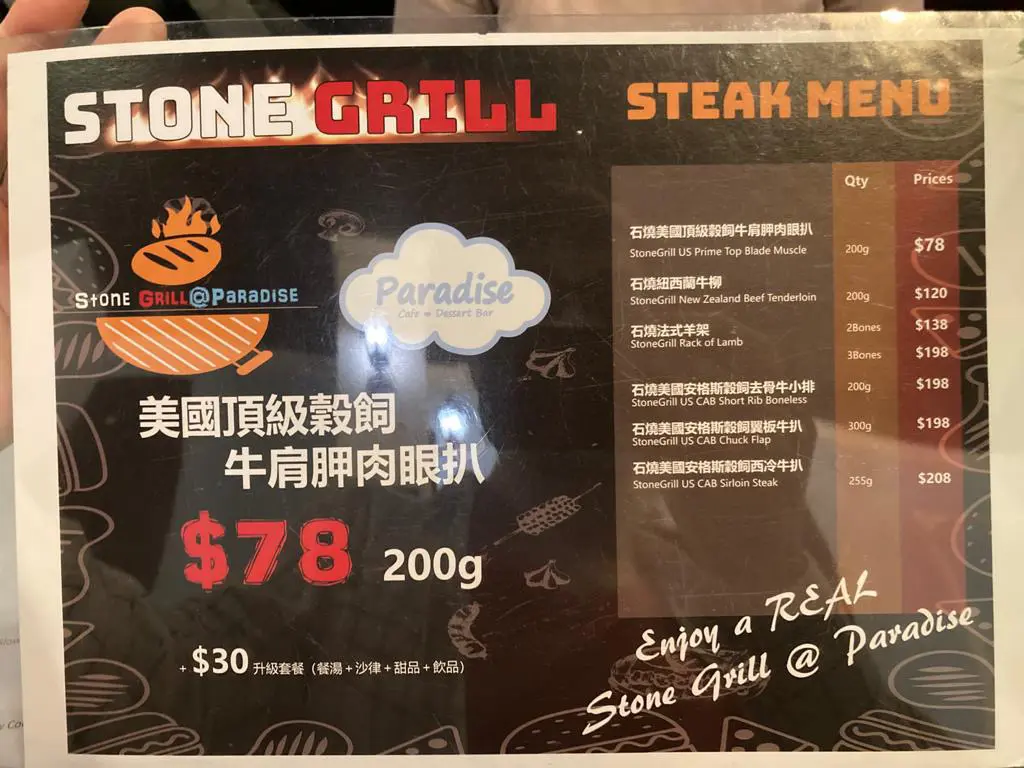 STONE GRILL
STONE GRILL@PARADISE
Paradise
Cafe ∞ Dessert Bar
美國頂級穀飼
牛肩胛肉眼扒
$78 200g
+ $30 升級套餐（餐湯+沙律+甜品+飲品）
STEAK MENU
Qty Prices
石燒美國頂級穀飼牛肩胛肉眼扒
StoneGrill US Prime Top Blade Muscle 200g $78
石燒紐西蘭牛柳
StoneGrill New Zealand Beef Tenderloin 200g $120
石燒法式羊架 2Bones $138
StoneGrill Rack of Lamb
3Bones $198
石燒美國安格斯穀飼去骨牛小排 200g $198
StoneGrill US CAB Short Rib Boneless
石燒美國安格斯穀飼翼板牛扒 300g $198
StoneGrill US CAB Chuck Flap
石燒美國安格斯穀飼西冷牛扒
StoneGrill US CAB Sirloin Steak 255g $208
Enjoy a REAL
Stone Grill @ Paradise